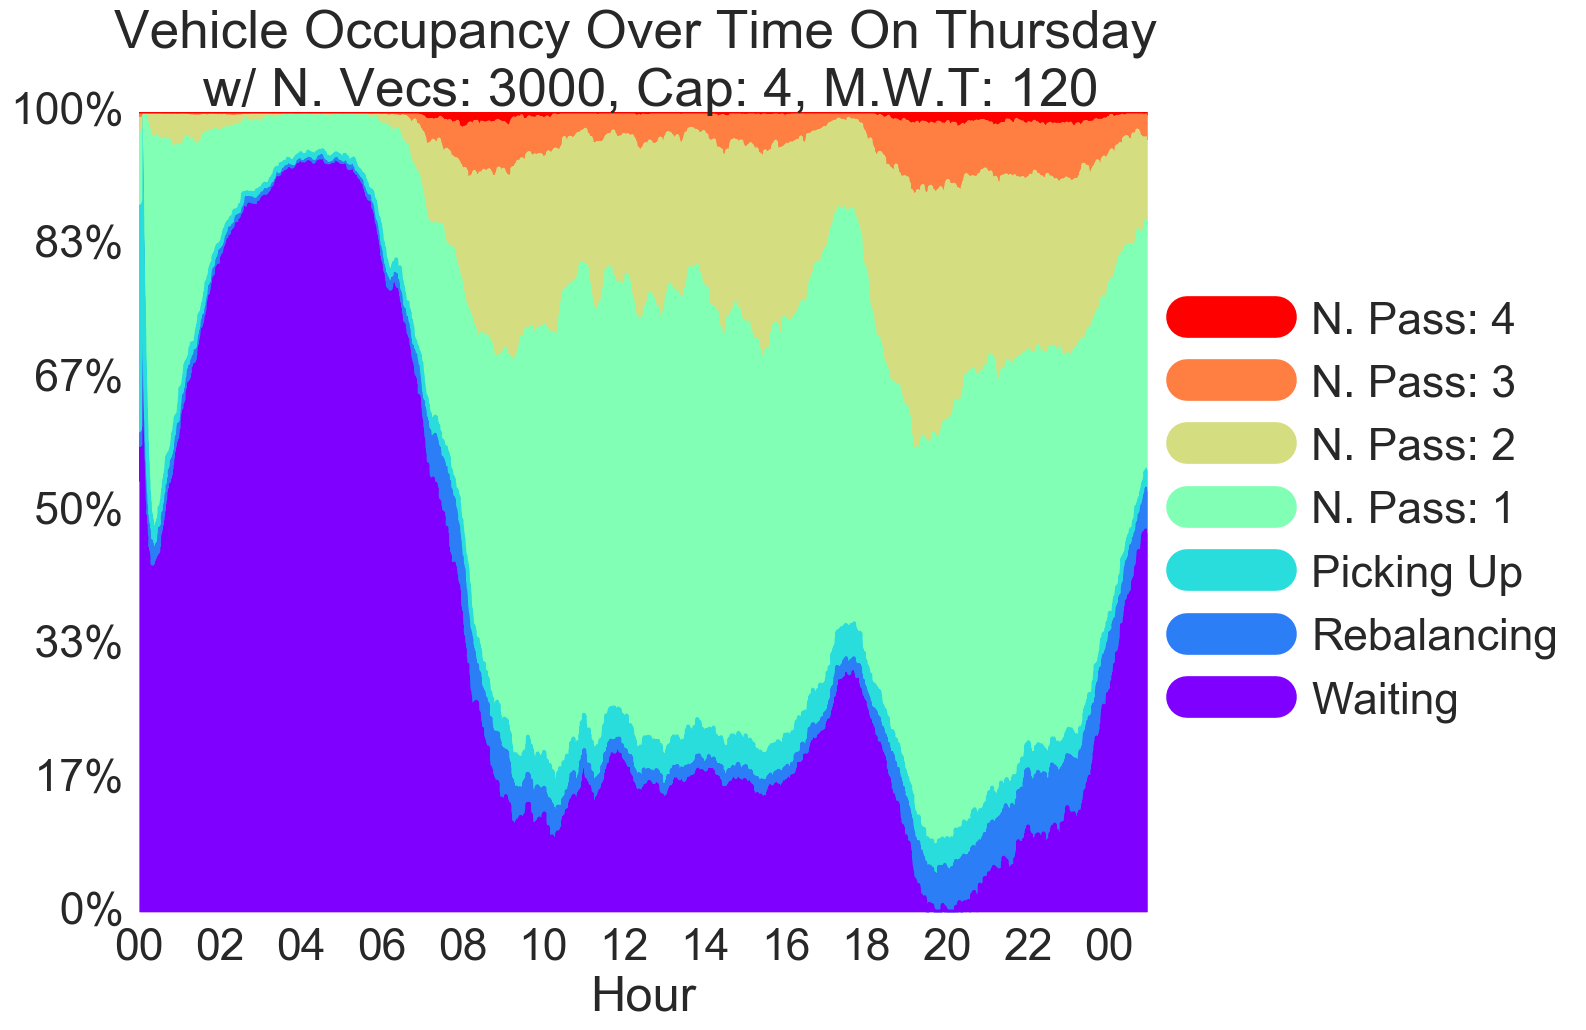 Vehicle Occupancy Over Time On Thursday
w/ N. Vecs: 3000, Cap: 4, M.W.T: 120
100%
83%
67%
50%
33%
17%
0%
00 02 04 06 08 10 12 14 16 18 20 22 00
Hour
N. Pass: 4
N. Pass: 3
N. Pass: 2
N. Pass: 1
Picking Up
Rebalancing
Waiting